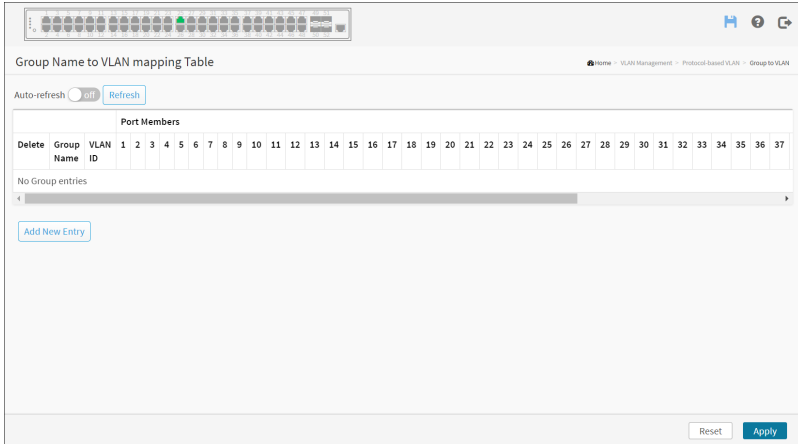 Group Name to VLAN mapping Table
Home > VLAN Management > Protocol-based VLAN > Group to VLAN
Auto-refresh off Refresh
Port Members
Delete Group Name VLAN ID 1 2 3 4 5 6 7 8 9 10 11 12 13 14 15 16 17 18 19 20 21 22 23 24 25 26 27 28 29 30 31 32 33 34 35 36 37
No Group entries
Add New Entry
Reset Apply